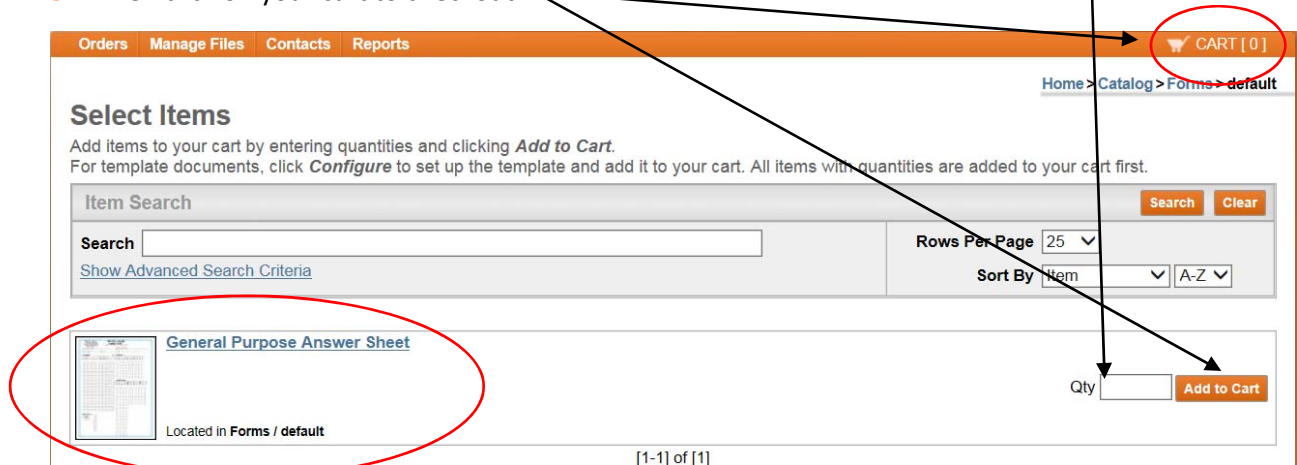 Orders Manage Files Contacts Reports CART [ 0 ]
Home > Catalog > Forms > default
Select Items
Add items to your cart by entering quantities and clicking Add to Cart.
For template documents, click Configure to set up the template and add it to your cart. All items with quantities are added to your cart first.
Item Search Search Clear
Search Rows Per Page 25
Show Advanced Search Criteria Sort By Item A-Z
General Purpose Answer Sheet
Qty Add to Cart
Located in Forms / default
[1-1] of [1]